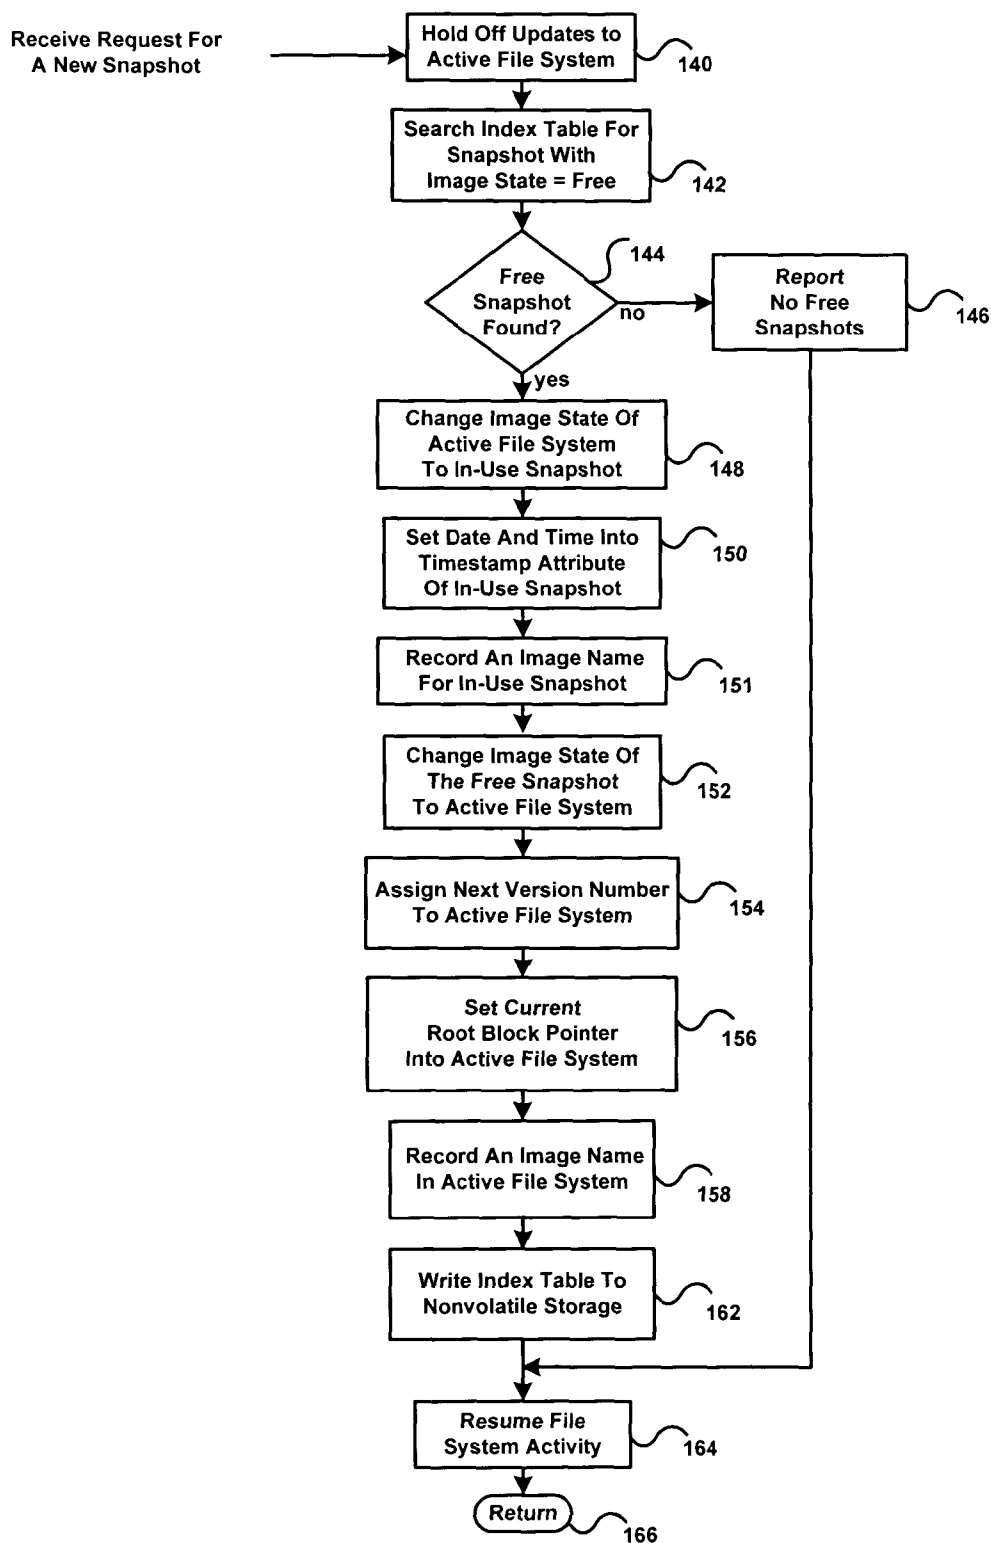 Receive Request For
A New Snapshot
Hold Off Updates to
Active File System
140
Search Index Table For
Snapshot With
Image State = Free
142
Free
Snapshot
Found?
144
no
Report
No Free
Snapshots
146
yes
Change Image State Of
Active File System
To In-Use Snapshot
148
Set Date And Time Into
Timestamp Attribute
Of In-Use Snapshot
150
Record An Image Name
For In-Use Snapshot
151
Change Image State Of
The Free Snapshot
To Active File System
152
Assign Next Version Number
To Active File System
154
Set Current
Root Block Pointer
Into Active File System
156
Record An Image Name
In Active File System
158
Write Index Table To
Nonvolatile Storage
162
Resume File
System Activity
164
Return
166